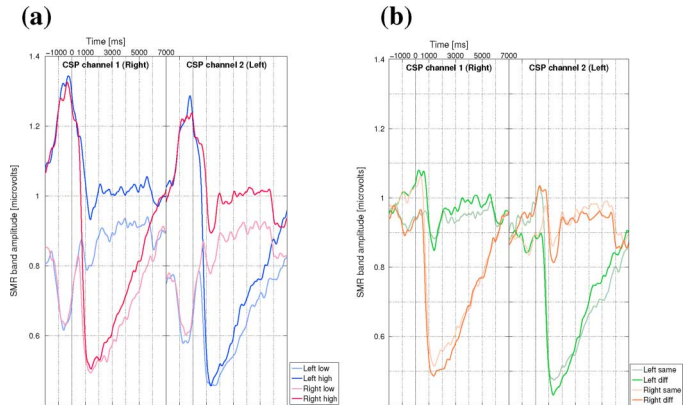 (a)
Time [ms]
−1000 0 1000 3000 5000 7000
CSP channel 1 (Right) CSP channel 2 (Left)
1.4
1.2
1
0.8
0.6
SMR band amplitude [microvolts]
Left low
Left high
Right low
Right high
(b)
Time [ms]
−1000 0 1000 3000 5000 7000
CSP channel 1 (Right) CSP channel 2 (Left)
1.4
1.2
1
0.8
0.6
SMR band amplitude [microvolts]
Left same
Left diff
Right same
Right diff